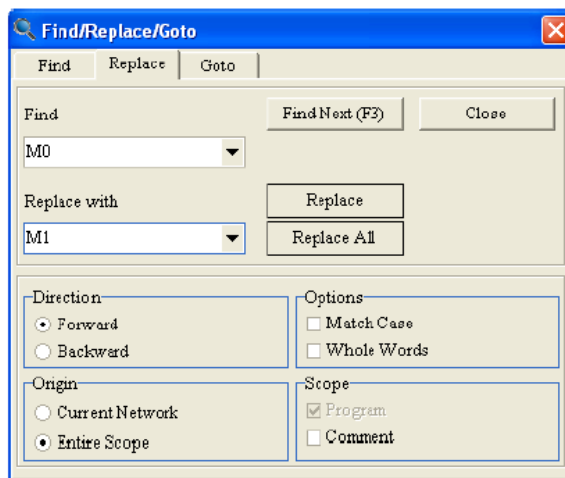 Find/Replace/Goto
Find Replace Goto
Find Find Next (F3) Close
M0
Replace with Replace
M1 Replace All
Direction Options
Forward Match Case
Backward Whole Words
Origin Scope
Current Network Program
Entire Scope Comment